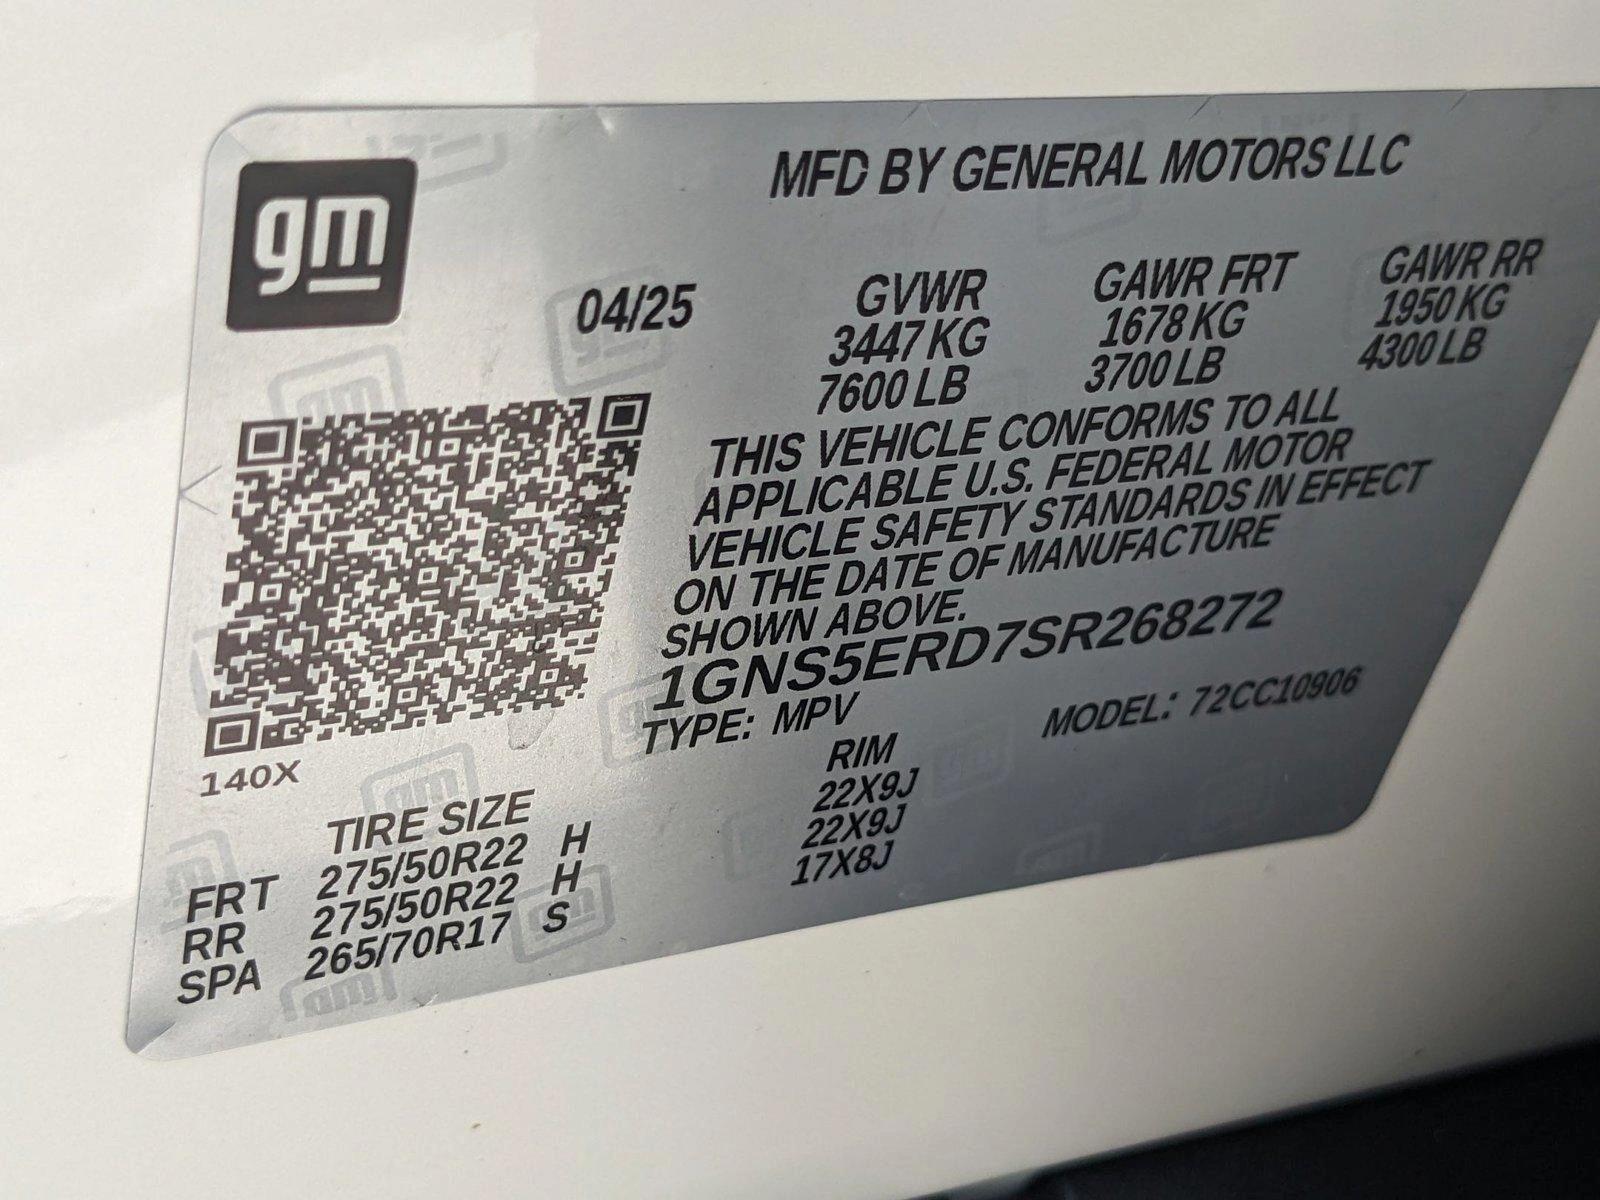 gm
MFD BY GENERAL MOTORS LLC
04/25
GVWR
3447 KG
7600 LB
GAWR FRT
1678 KG
3700 LB
GAWR RR
1950 KG
4300 LB
THIS VEHICLE CONFORMS TO ALL
APPLICABLE U.S. FEDERAL MOTOR
VEHICLE SAFETY STANDARDS IN EFFECT
ON THE DATE OF MANUFACTURE
SHOWN ABOVE.
1GNS5ERD7SR268272
TYPE: MPV
MODEL: 72CC10906
140X
TIRE SIZE RIM
FRT 275/50R22 H 22X9J
RR 275/50R22 H 22X9J
SPA 265/70R17 S 17X8J